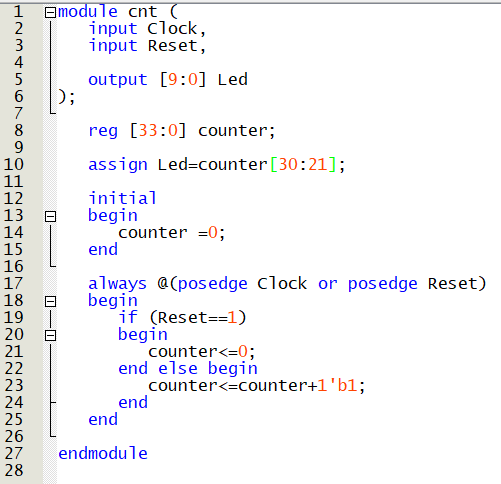 1 module cnt (
2 input Clock,
3 input Reset,
4
5 output [9:0] Led
6 );
7
8 reg [33:0] counter;
9
10 assign Led=counter[30:21];
11
12 initial
13 begin
14 counter =0;
15 end
16
17 always @(posedge Clock or posedge Reset)
18 begin
19 if (Reset==1)
20 begin
21 counter<=0;
22 end else begin
23 counter<=counter+1'b1;
24 end
25 end
26
27 endmodule
28